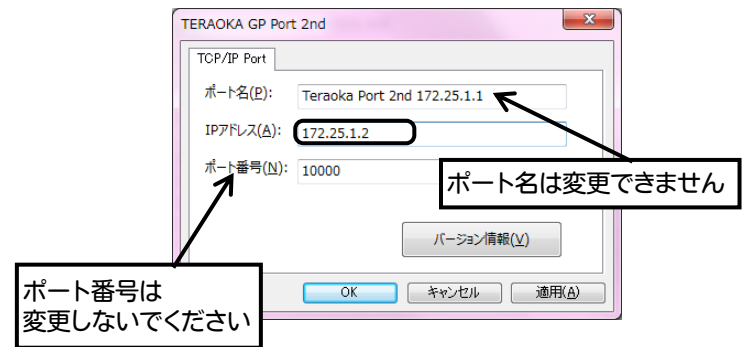 TERAOKA GP Port 2nd
TCP/IP Port
ポート名(P): Teraoka Port 2nd 172.25.1.1
IPアドレス(A): 172.25.1.2
ポート番号(N): 10000
ポート名は変更できません
バージョン情報(V)
ポート番号は
変更しないでください
OK キャンセル 適用(A)